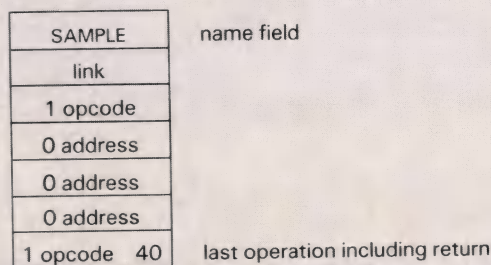 SAMPLE name field
link
1 opcode
0 address
0 address
0 address
1 opcode 40 last operation including return